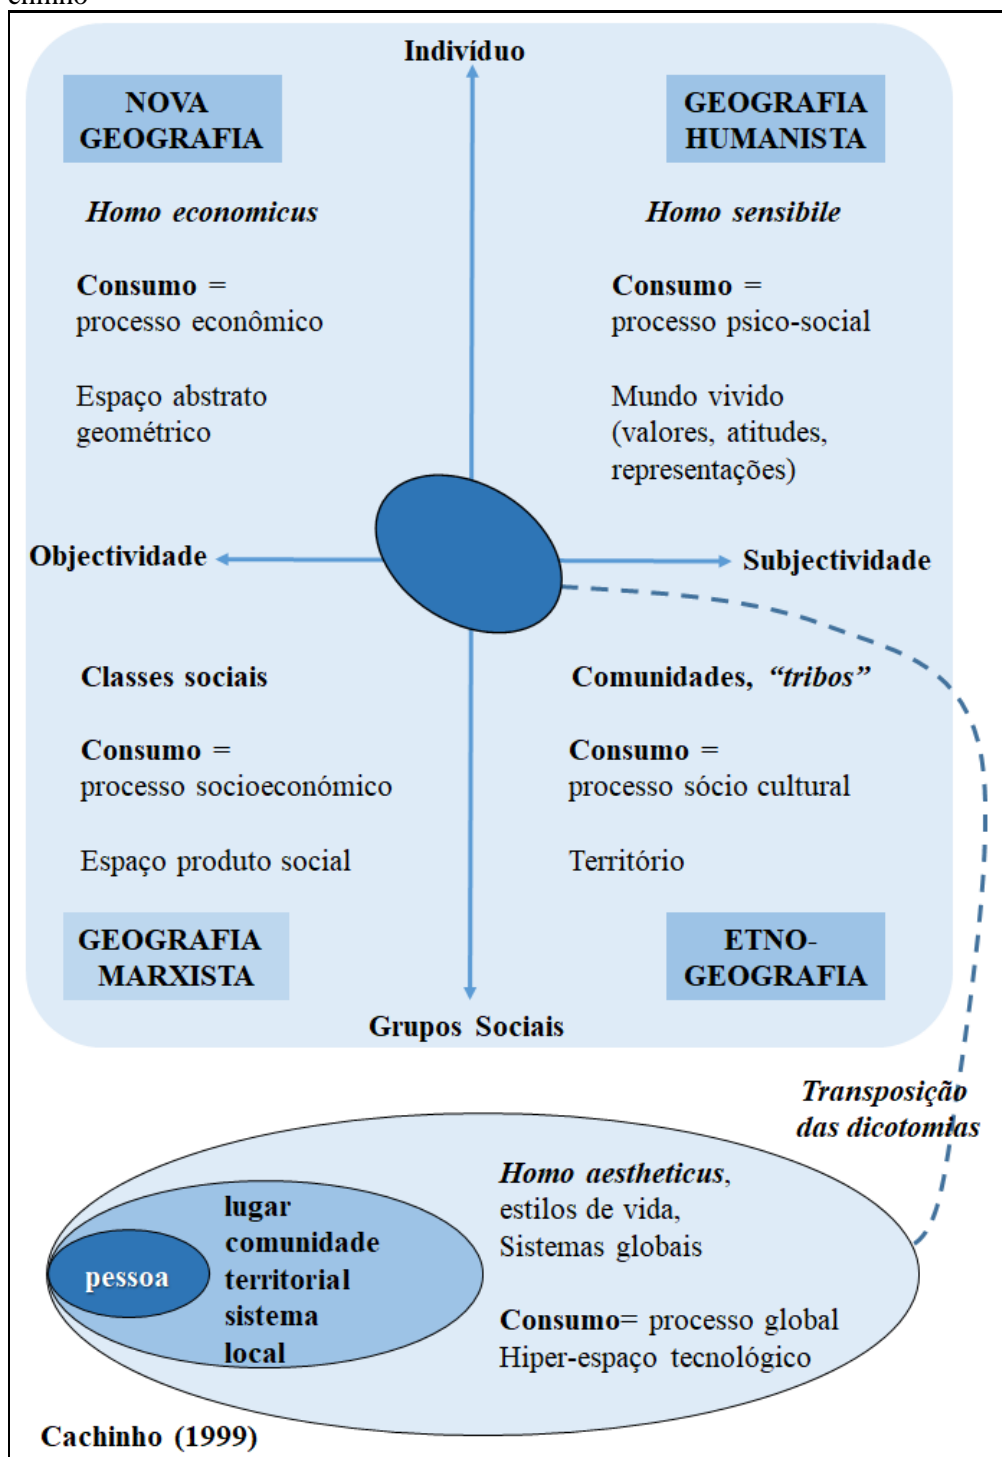 Indivíduo
NOVA
GEOGRAFIA
Homo economicus
Consumo =
processo econômico
Espaço abstrato
geométrico
GEOGRAFIA
HUMANISTA
Homo sensibile
Consumo =
processo psico-social
Mundo vivido
(valores, atitudes,
representações)
Objectividade
Subjectividade
Classes sociais
Consumo =
processo socioeconómico
Espaço produto social
GEOGRAFIA
MARXISTA
Comunidades, “tribos”
Consumo =
processo sócio cultural
Território
ETNO-
GEOGRAFIA
Grupos Sociais
Transposição
das dicotomias
pessoa
lugar
comunidade
territorial
sistema
local
Homo aestheticus,
estilos de vida,
Sistemas globais
Consumo= processo global
Hiper-espaço tecnológico
Cachinho (1999)